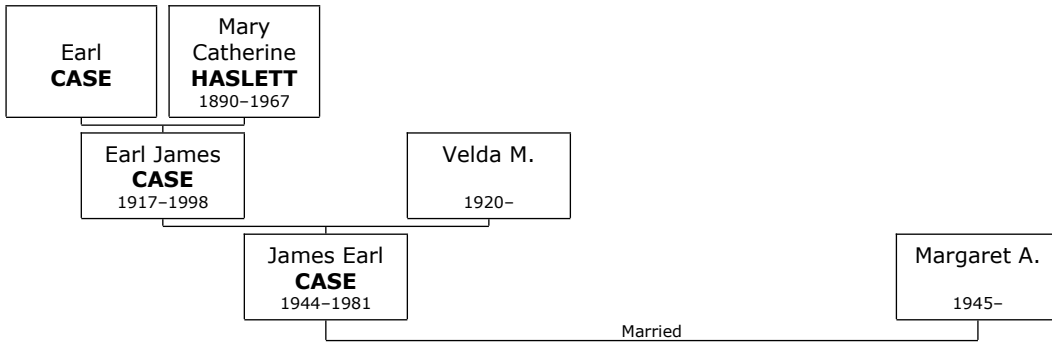 Earl
CASE
Mary
Catherine
HASLETT
1890–1967
Earl James
CASE
1917–1998
Velda M.
1920–
James Earl
CASE
1944–1981
Margaret A.
1945–
Married